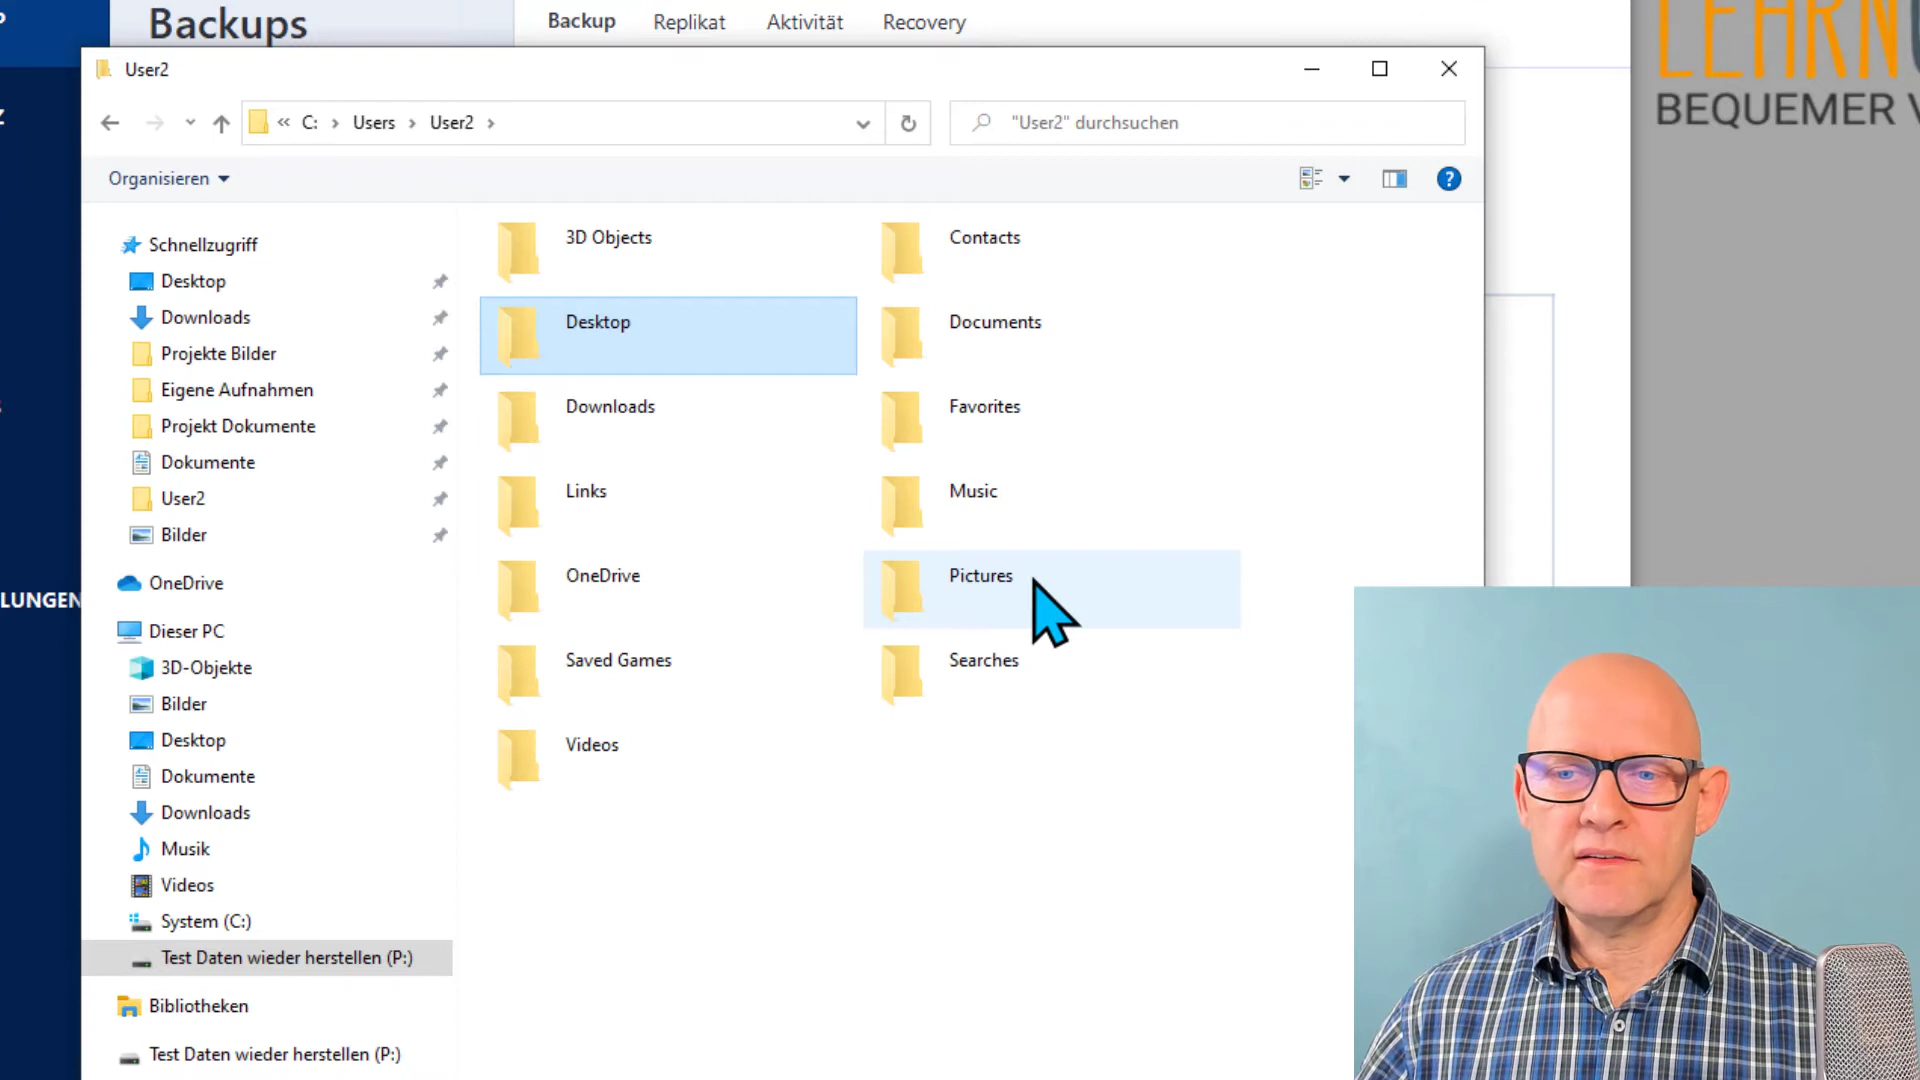 Backups
Backup Replikat Aktivität Recovery
LEARN
BEQUEMER V
User2
« C: › Users › User2 ›
"User2" durchsuchen
Organisieren
Schnellzugriff
Desktop
Downloads
Projekte Bilder
Eigene Aufnahmen
Projekt Dokumente
Dokumente
User2
Bilder
OneDrive
Dieser PC
3D-Objekte
Bilder
Desktop
Dokumente
Downloads
Musik
Videos
System (C:)
Test Daten wieder herstellen (P:)
Bibliotheken
Test Daten wieder herstellen (P:)
3D Objects
Contacts
Desktop
Documents
Downloads
Favorites
Links
Music
OneDrive
Pictures
Saved Games
Searches
Videos
LUNGEN